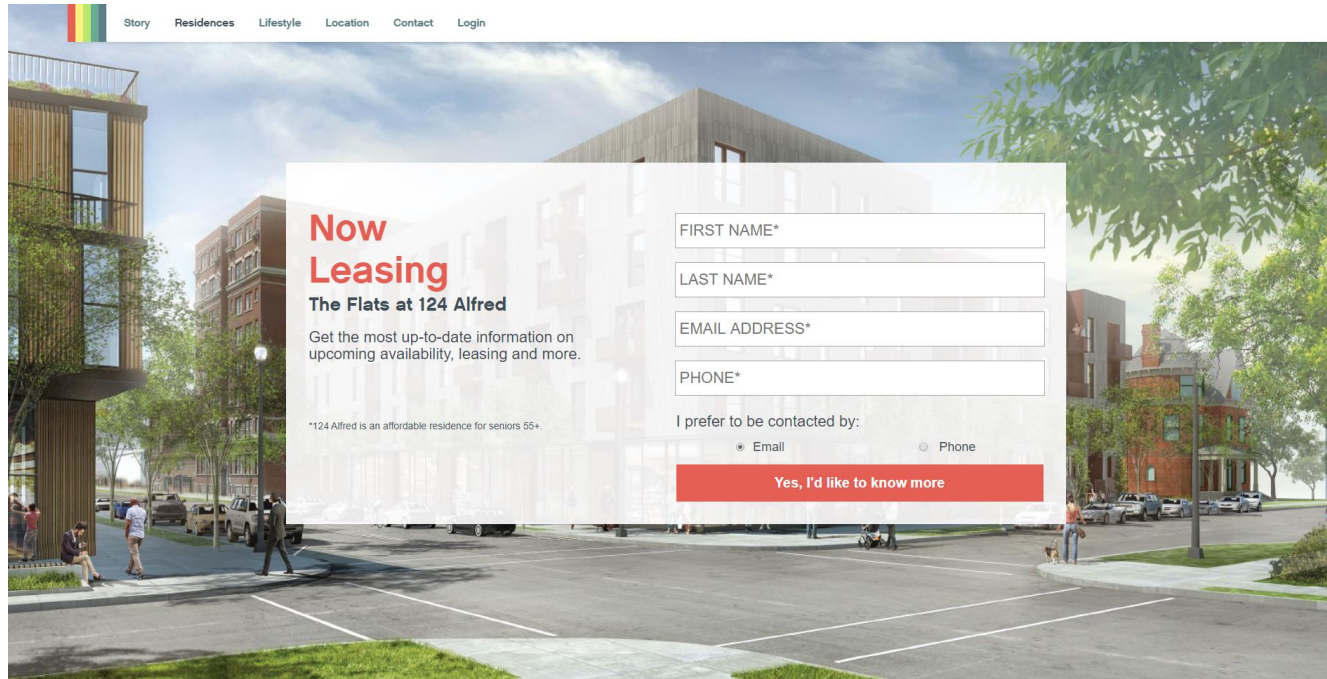 Story Residences Lifestyle Location Contact Login
Now
Leasing
The Flats at 124 Alfred
Get the most up-to-date information on
upcoming availability, leasing and more.
*124 Alfred is an affordable residence for seniors 55+.
FIRST NAME*
LAST NAME*
EMAIL ADDRESS*
PHONE*
I prefer to be contacted by:
Email Phone
Yes, I'd like to know more